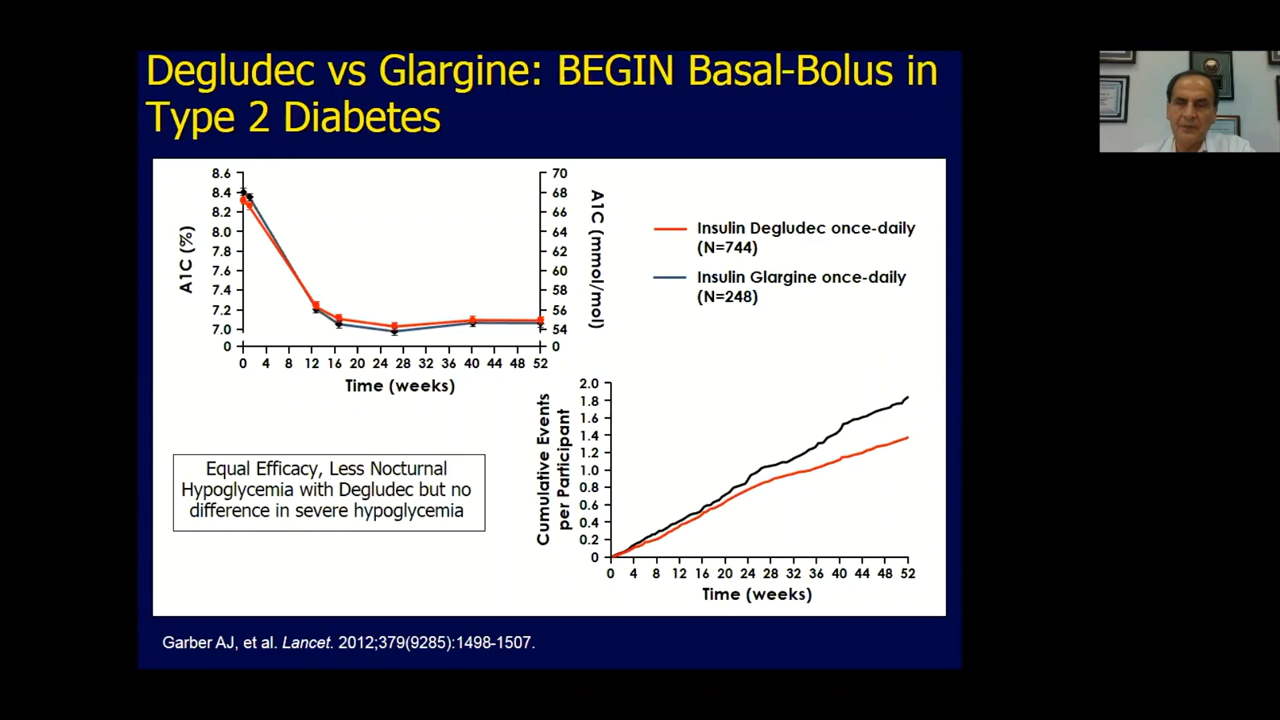 Degludec vs Glargine: BEGIN Basal-Bolus in
Type 2 Diabetes
8.6
8.4
8.2
8.0
7.8
7.6
7.4
7.2
7.0
0
A1C (%)
70
68
66
64
62
60
58
56
54
0
A1C (mmol/mol)
0 4 8 12 16 20 24 28 32 36 40 44 48 52
Time (weeks)
Insulin Degludec once-daily
(N=744)
Insulin Glargine once-daily
(N=248)
Equal Efficacy, Less Nocturnal
Hypoglycemia with Degludec but no
difference in severe hypoglycemia
Cumulative Events
per Participant
2.0
1.8
1.6
1.4
1.2
1.0
0.8
0.6
0.4
0.2
0
0 4 8 12 16 20 24 28 32 36 40 44 48 52
Time (weeks)
Garber AJ, et al. Lancet. 2012;379(9285):1498-1507.